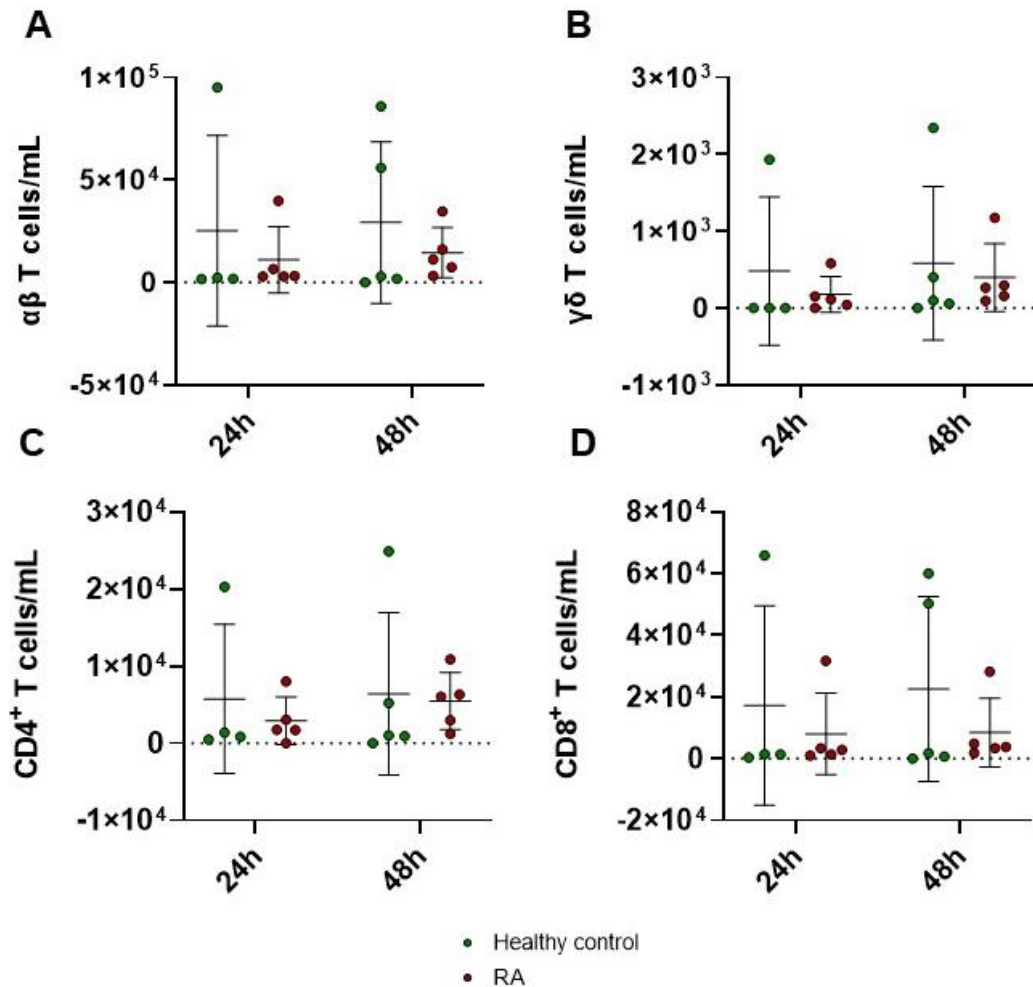 A
αβ T cells/mL
1×10⁵
5×10⁴
0
-5×10⁴
24h
48h
B
γδ T cells/mL
3×10³
2×10³
1×10³
0
-1×10³
24h
48h
C
CD4⁺ T cells/mL
3×10⁴
2×10⁴
1×10⁴
0
-1×10⁴
24h
48h
D
CD8⁺ T cells/mL
8×10⁴
6×10⁴
4×10⁴
2×10⁴
0
-2×10⁴
24h
48h
Healthy control
RA